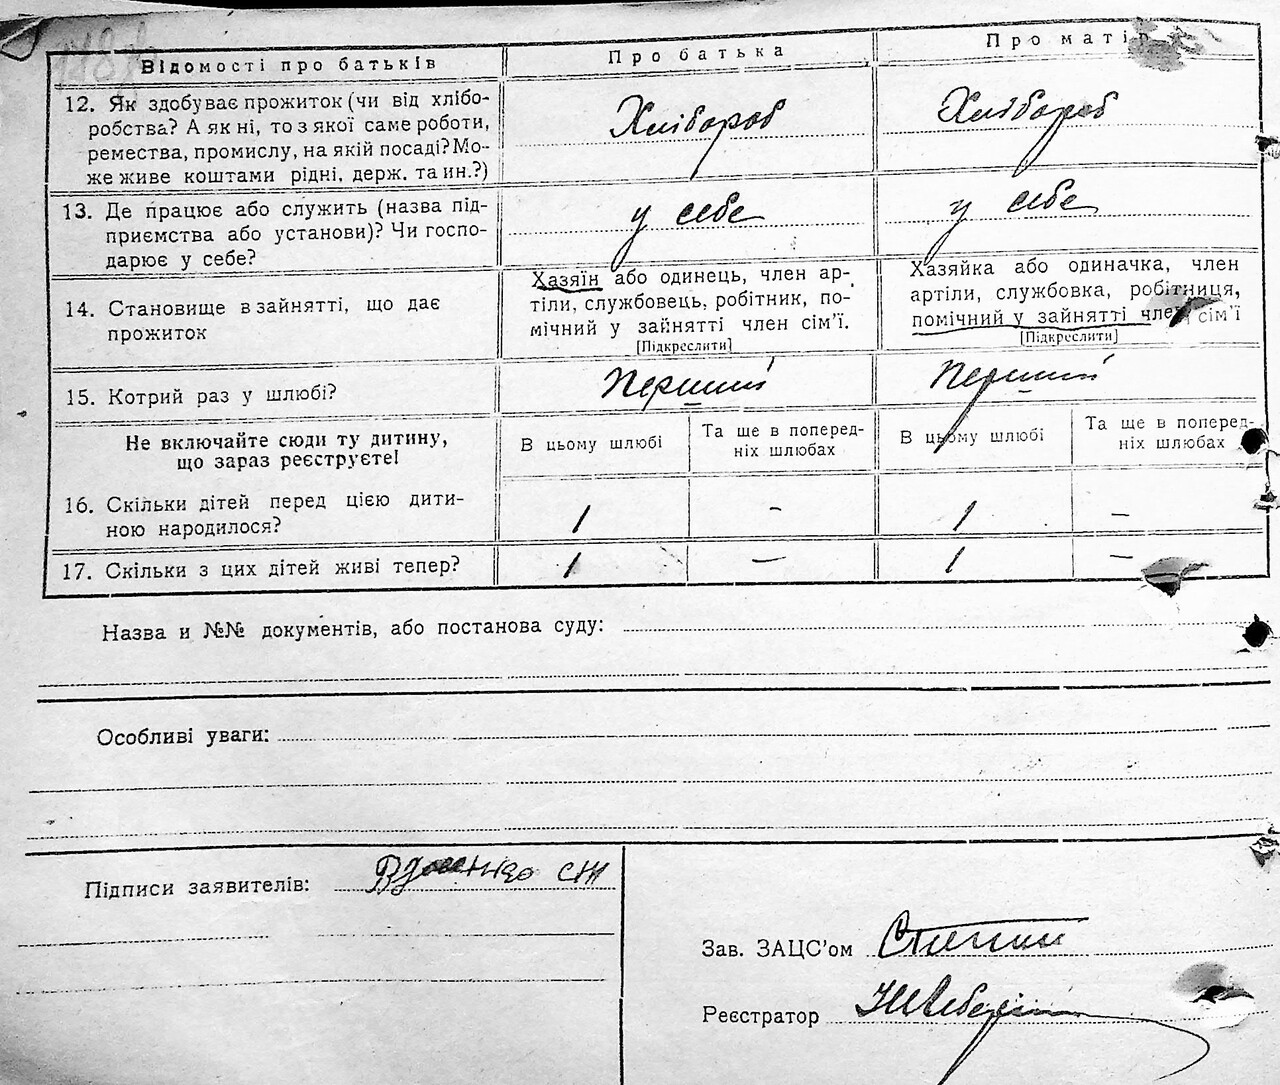 Відомості про батьків
Про батька
Про матір
12. Як здобуває прожиток (чи від хлібо-
робства? А як ні, то з якої саме роботи,
ремества, промислу, на якій посаді? Мо-
же живе коштами рідні, держ. та ин.?)
Хлібороб
Хлібороб
13. Де працює або служить (назва під-
приємства або установи)? Чи госпо-
дарює у себе?
у себе
у себе
14. Становище в зайнятті, що дає
прожиток
Хазяїн або одинець, член ар-
тіли, службовець, робітник, по-
мічний у зайнятті член сім'ї.
[Підкреслити]
Хазяйка або одиначка, член
артіли, службовка, робітниця,
помічний у зайнятті член сім'ї
[Підкреслити]
15. Котрий раз у шлюбі?
Перший
Перший
Не включайте сюди ту дитину,
що зараз реєструєте!
В цьому шлюбі
Та ще в поперед-
ніх шлюбах
В цьому шлюбі
Та ще в поперед-
ніх шлюбах
16. Скільки дітей перед цією дити-
ною народилося?
1
-
1
-
17. Скільки з цих дітей живі тепер?
1
-
1
-
Назва и №№ документів, або постанова суду:
Особливі уваги:
Підписи заявителів:
Зав. ЗАЦС'ом
Реєстратор